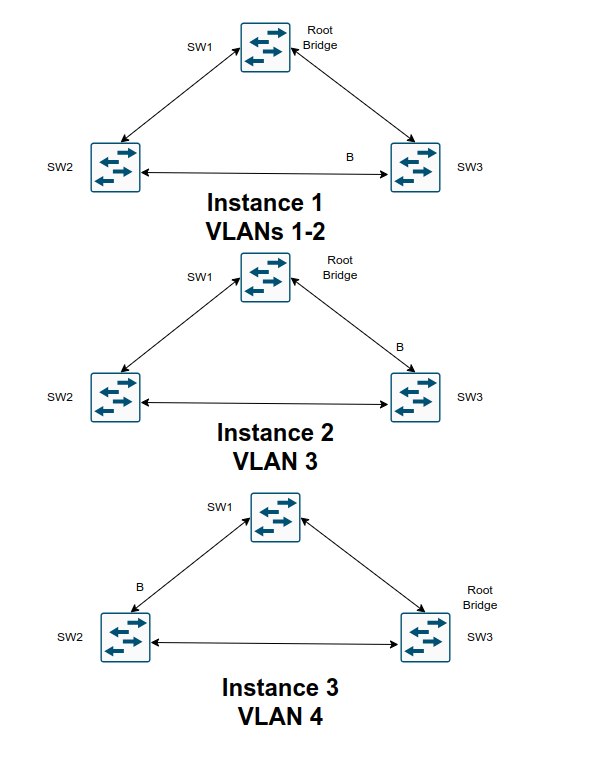 SW1
Root
Bridge
B
SW2
SW3
Instance 1
VLANs 1-2
SW1
Root
Bridge
B
SW2
SW3
Instance 2
VLAN 3
SW1
B
Root
Bridge
SW2
SW3
Instance 3
VLAN 4